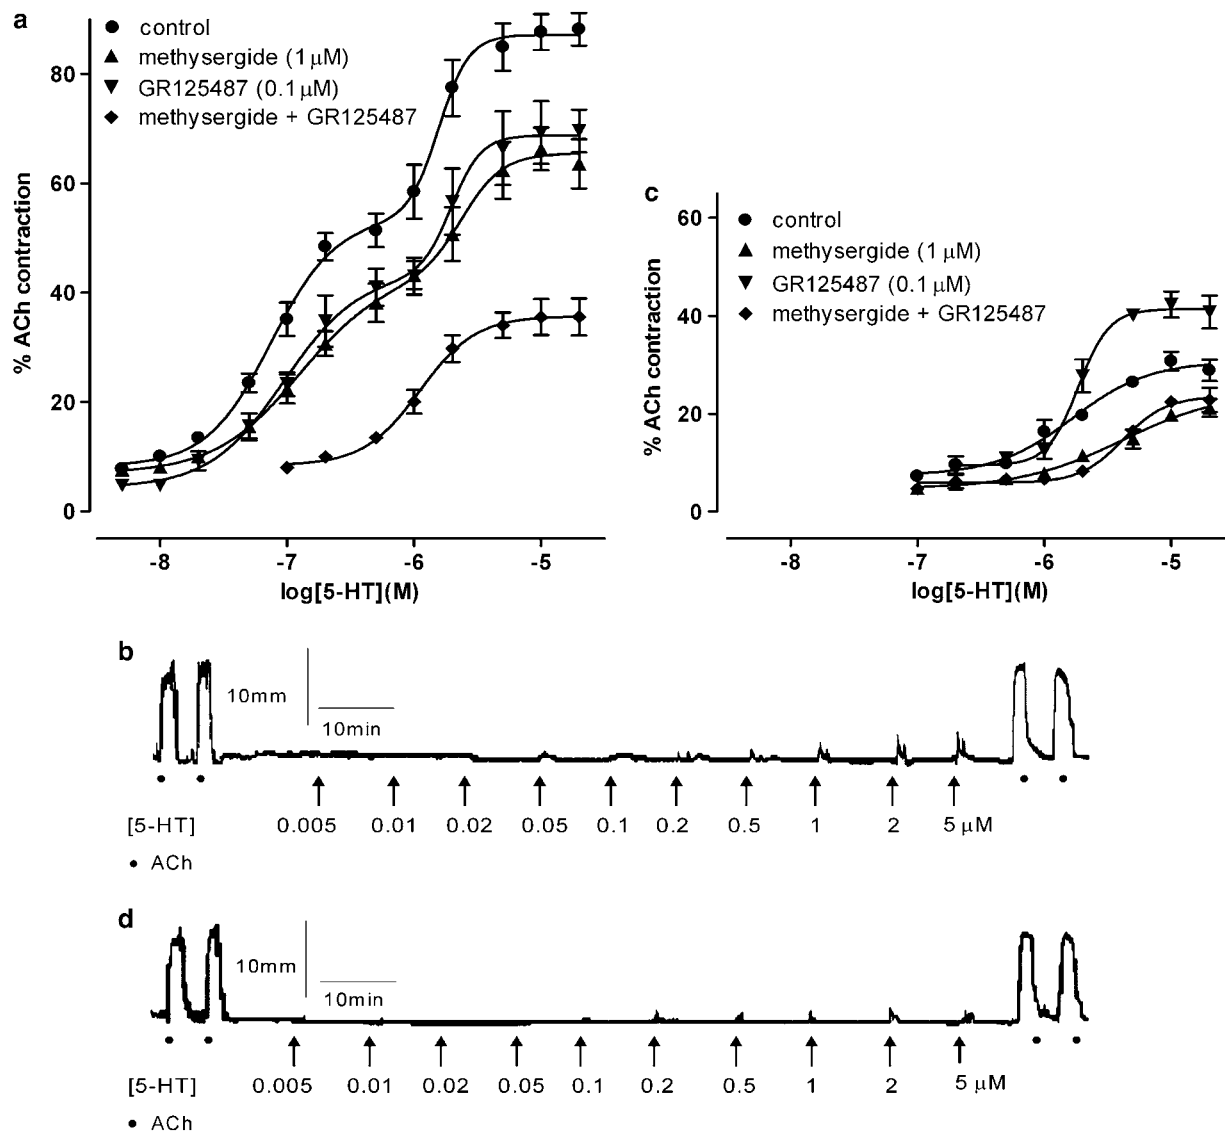 a
control
methysergide (1 µM)
GR125487 (0.1 µM)
methysergide + GR125487
% ACh contraction
80
60
40
20
0
-8
-7
-6
-5
log[5-HT](M)
c
control
methysergide (1 µM)
GR125487 (0.1 µM)
methysergide + GR125487
% ACh contraction
60
40
20
0
-8
-7
-6
-5
log[5-HT](M)
b
10mm
10min
[5-HT] 0.005 0.01 0.02 0.05 0.1 0.2 0.5 1 2 5 µM
• ACh
d
10mm
10min
[5-HT] 0.005 0.01 0.02 0.05 0.1 0.2 0.5 1 2 5 µM
• ACh